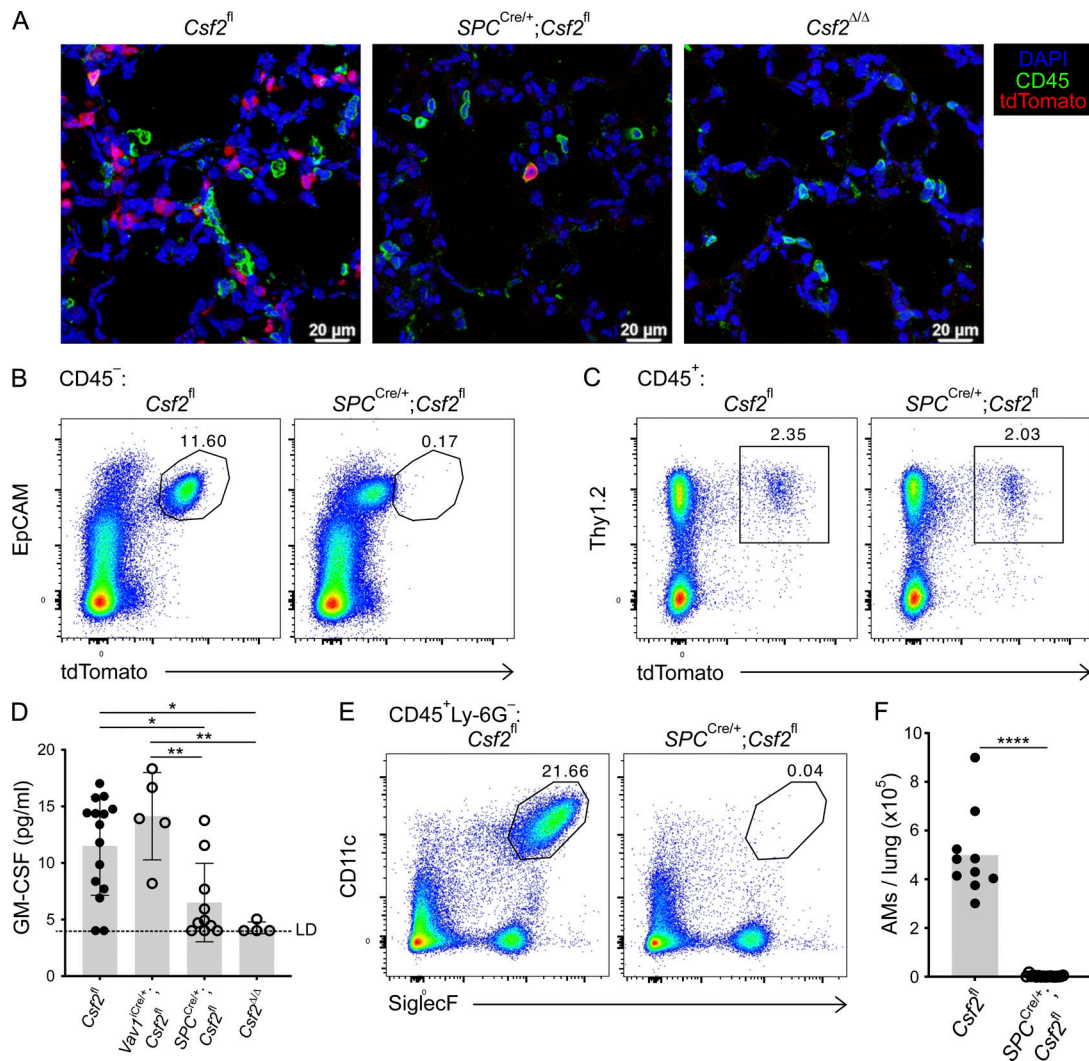 A
Csf2fl
SPCCre/+;Csf2fl
Csf2Δ/Δ
DAPI
CD45
tdTomato
20 µm
20 µm
20 µm
B
CD45–:
Csf2fl
SPCCre/+;Csf2fl
11.60
0.17
EpCAM
0
0
tdTomato
C
CD45+:
Csf2fl
SPCCre/+;Csf2fl
2.35
2.03
Thy1.2
0
0
tdTomato
D
*
*
**
**
GM-CSF (pg/ml)
20
15
10
5
0
LD
Csf2fl
Vav1iCre/+;
Csf2fl
SPCCre/+;
Csf2fl
Csf2Δ/Δ
E
CD45+Ly-6G–:
Csf2fl
SPCCre/+;Csf2fl
21.66
0.04
CD11c
0
0
SiglecF
F
****
AMs / lung (x105)
10
8
6
4
2
0
Csf2fl
SPCCre/+;
Csf2fl